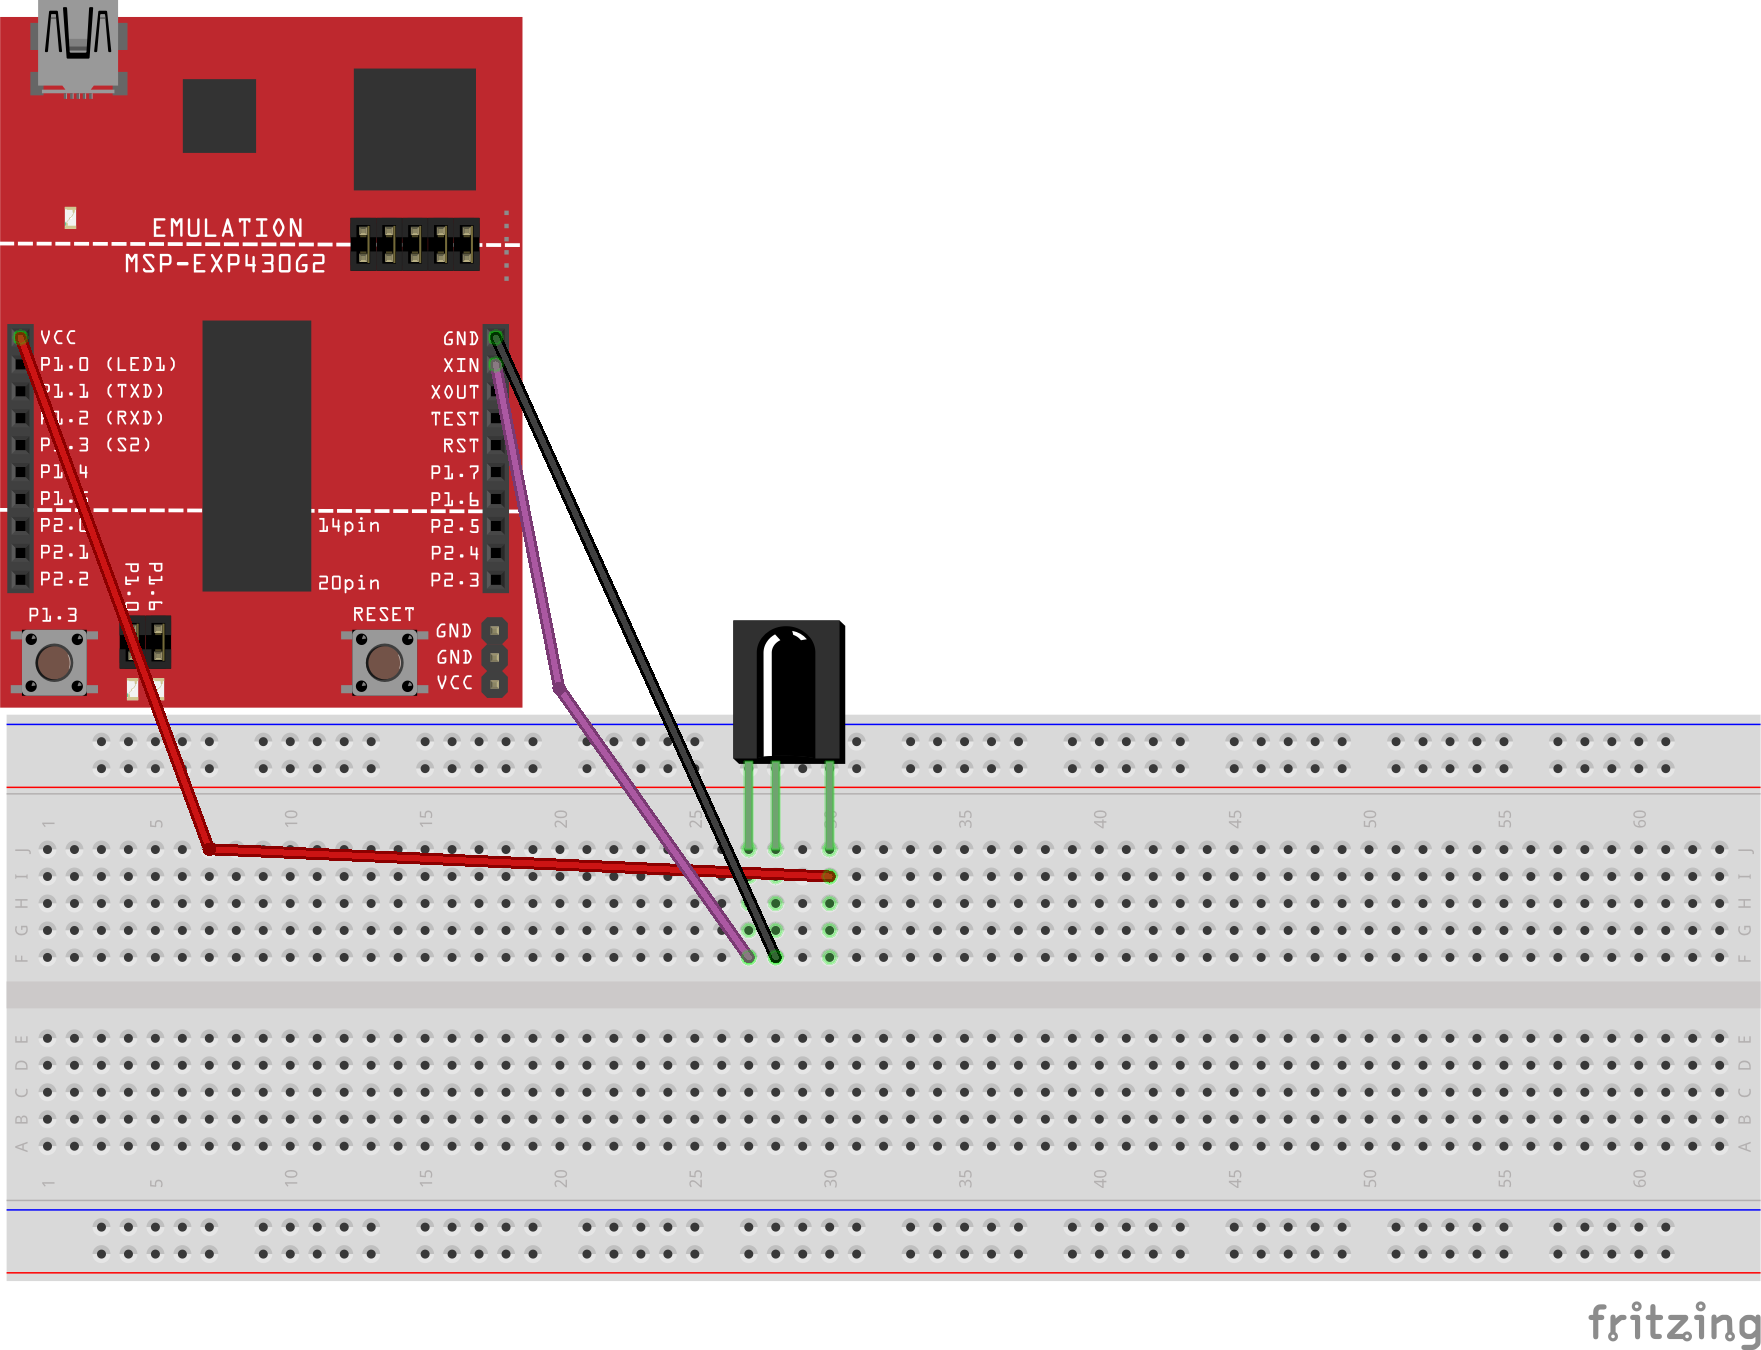 EMULATION
MSP-EXP430G2
VCC
P1.0 (LED1)
P1.1 (TXD)
P1.2 (RXD)
P1.3 (S2)
P1.4
P1.5
P2.0
P2.1
P2.2
GND
XIN
XOUT
TEST
RST
P1.7
P1.6
P2.5
P2.4
P2.3
14pin
20pin
P1.0
P1.6
P1.3
RESET
GND
GND
VCC
1 5 10 15 20 25 30 35 40 45 50 55 60
J J
I I
H H
G G
F F
E E
D D
C C
B B
A A
1 5 10 15 20 25 30 35 40 45 50 55 60
fritzing